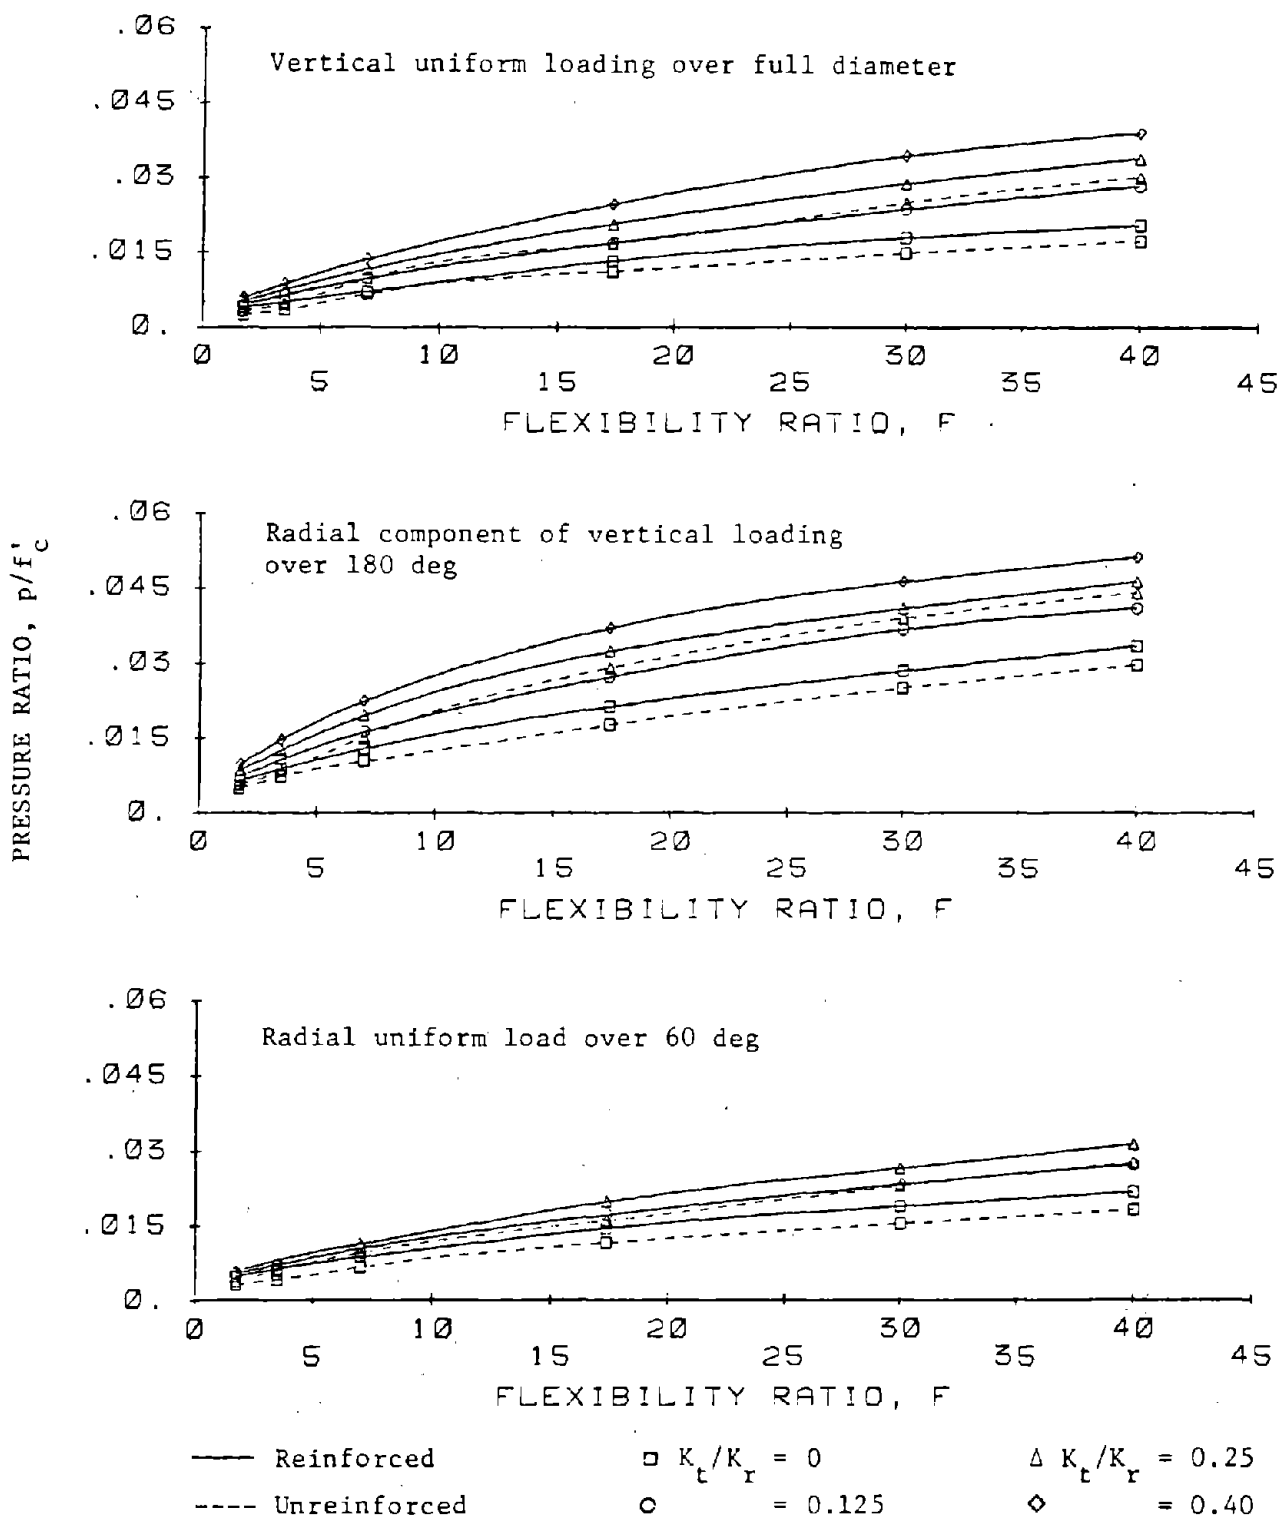 .06
Vertical uniform loading over full diameter
.045
.03
.015
0.
0 10 20 30 40
5 15 25 35 45
FLEXIBILITY RATIO, F
PRESSURE RATIO, p/f'c
.06
Radial component of vertical loading
over 180 deg
.045
.03
.015
0.
0 10 20 30 40
5 15 25 35 45
FLEXIBILITY RATIO, F
.06
Radial uniform load over 60 deg
.045
.03
.015
0.
0 10 20 30 40
5 15 25 35 45
FLEXIBILITY RATIO, F
Reinforced Kt/Kr = 0 Kt/Kr = 0.25
Unreinforced = 0.125 = 0.40